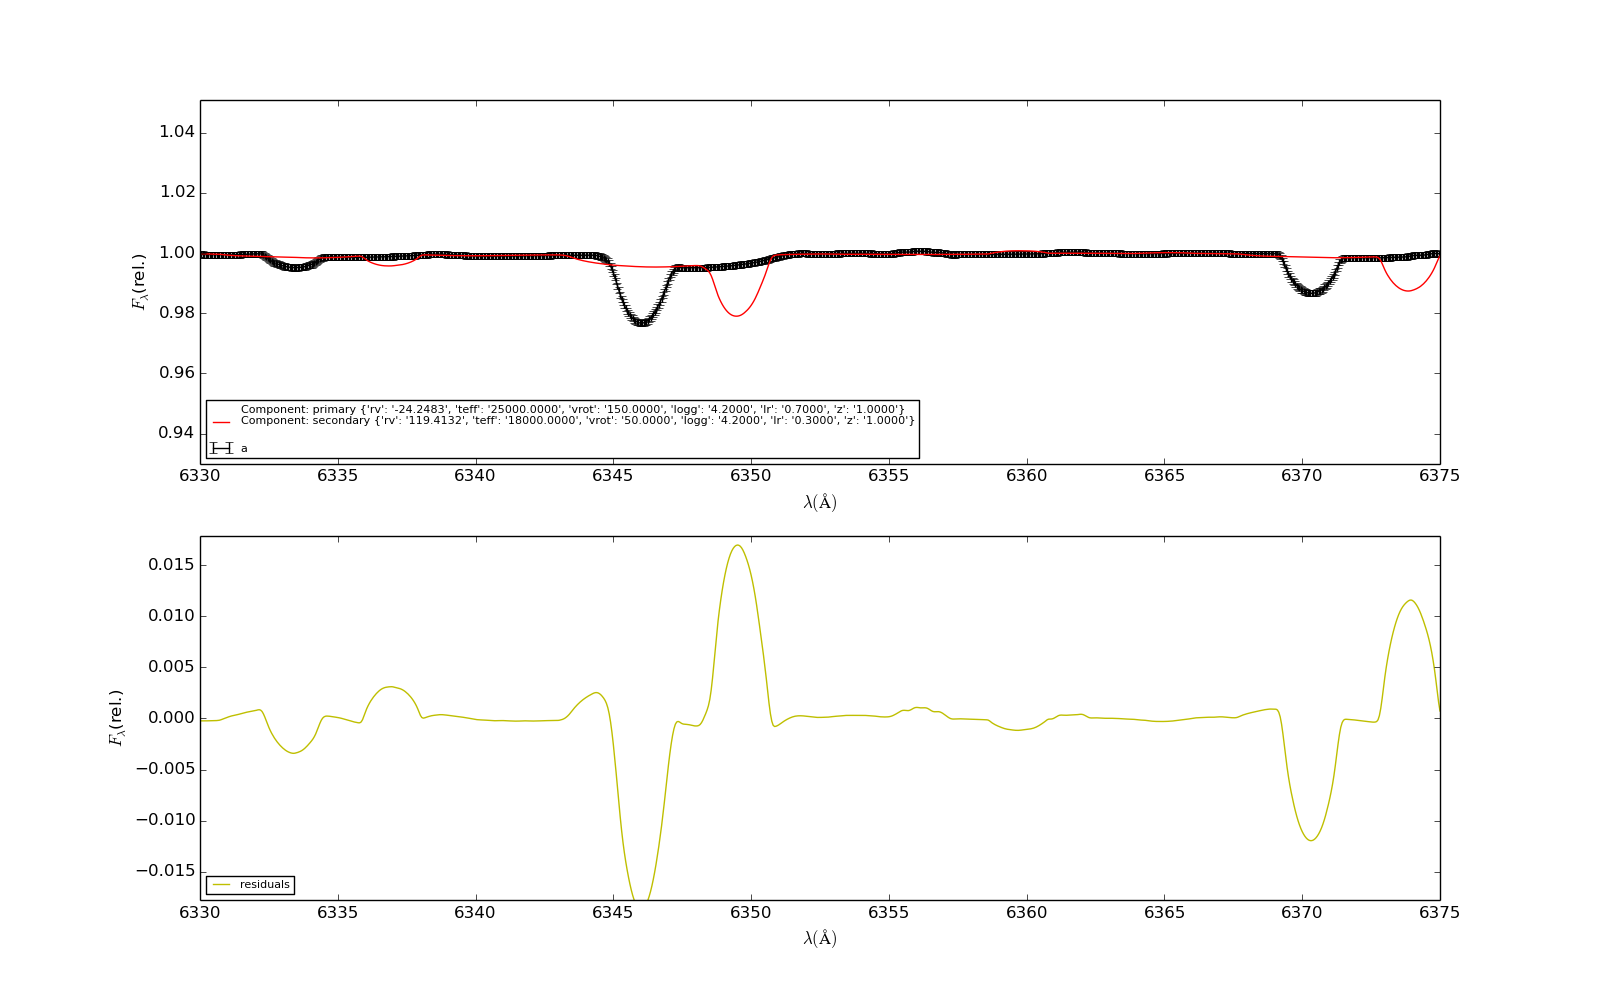 1.04
1.02
1.00
0.98
0.96
0.94
F_λ(rel.)
Component: primary {'rv': '-24.2483', 'teff': '25000.0000', 'vrot': '150.0000', 'logg': '4.2000', 'lr': '0.7000', 'z': '1.0000'}
Component: secondary {'rv': '119.4132', 'teff': '18000.0000', 'vrot': '50.0000', 'logg': '4.2000', 'lr': '0.3000', 'z': '1.0000'}
a
6330 6335 6340 6345 6350 6355 6360 6365 6370 6375
λ(Å)
0.015
0.010
0.005
0.000
−0.005
−0.010
−0.015
F_λ(rel.)
residuals
6330 6335 6340 6345 6350 6355 6360 6365 6370 6375
λ(Å)